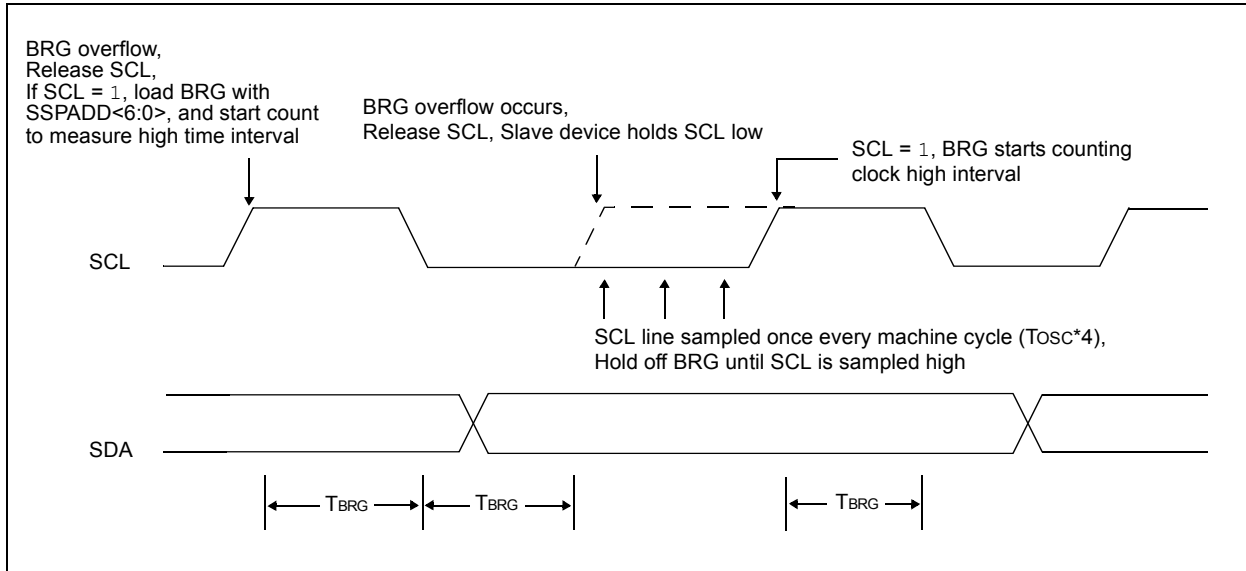 BRG overflow,
Release SCL,
If SCL = 1, load BRG with
SSPADD<6:0>, and start count
to measure high time interval
BRG overflow occurs,
Release SCL, Slave device holds SCL low
SCL = 1, BRG starts counting
clock high interval
SCL
SCL line sampled once every machine cycle (TOSC*4),
Hold off BRG until SCL is sampled high
SDA
TBRG
TBRG
TBRG